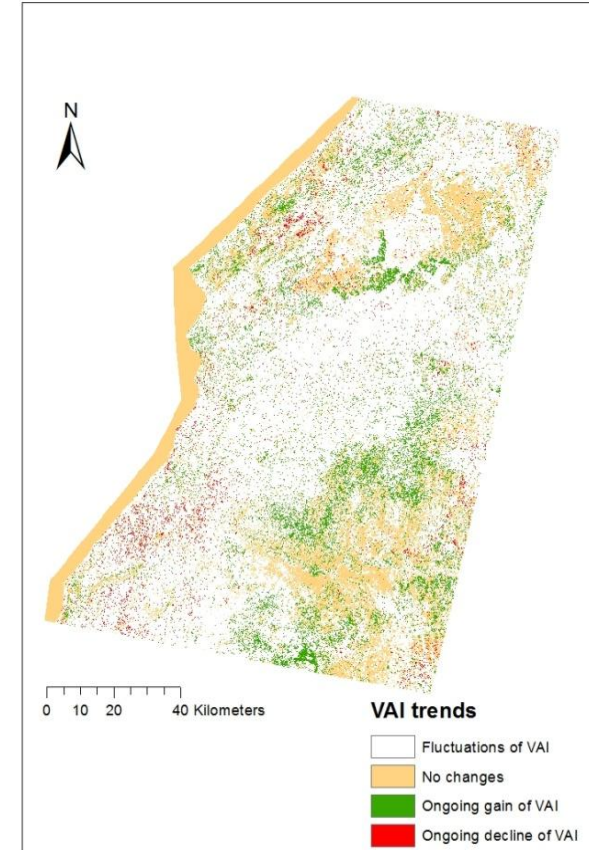 N
0 10 20 40 Kilometers
VAI trends
Fluctuations of VAI
No changes
Ongoing gain of VAI
Ongoing decline of VAI